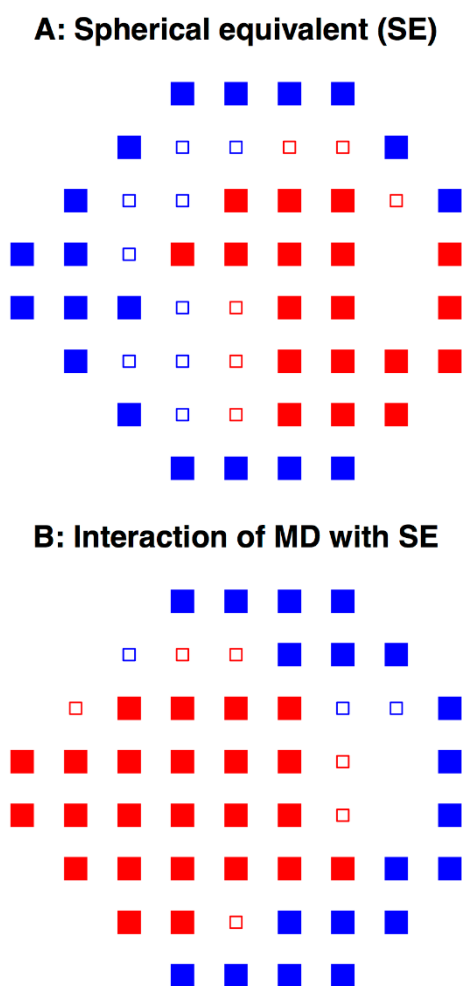 A: Spherical equivalent (SE)
B: Interaction of MD with SE